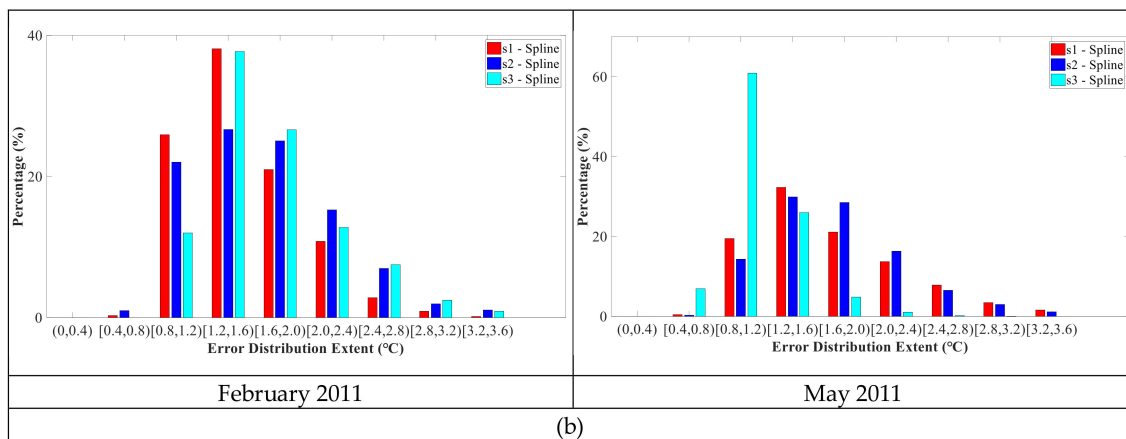 40
20
0
Percentage (%)
s1 - Spline
s2 - Spline
s3 - Spline
(0,0.4) [0.4,0.8) [0.8,1.2) [1.2,1.6) [1.6,2.0) [2.0,2.4) [2.4,2.8) [2.8,3.2) [3.2,3.6)
Error Distribution Extent (°C)
60
40
20
0
Percentage (%)
s1 - Spline
s2 - Spline
s3 - Spline
(0,0.4) [0.4,0.8) [0.8,1.2) [1.2,1.6) [1.6,2.0) [2.0,2.4) [2.4,2.8) [2.8,3.2) [3.2,3.6)
Error Distribution Extent (°C)
February 2011
May 2011
(b)